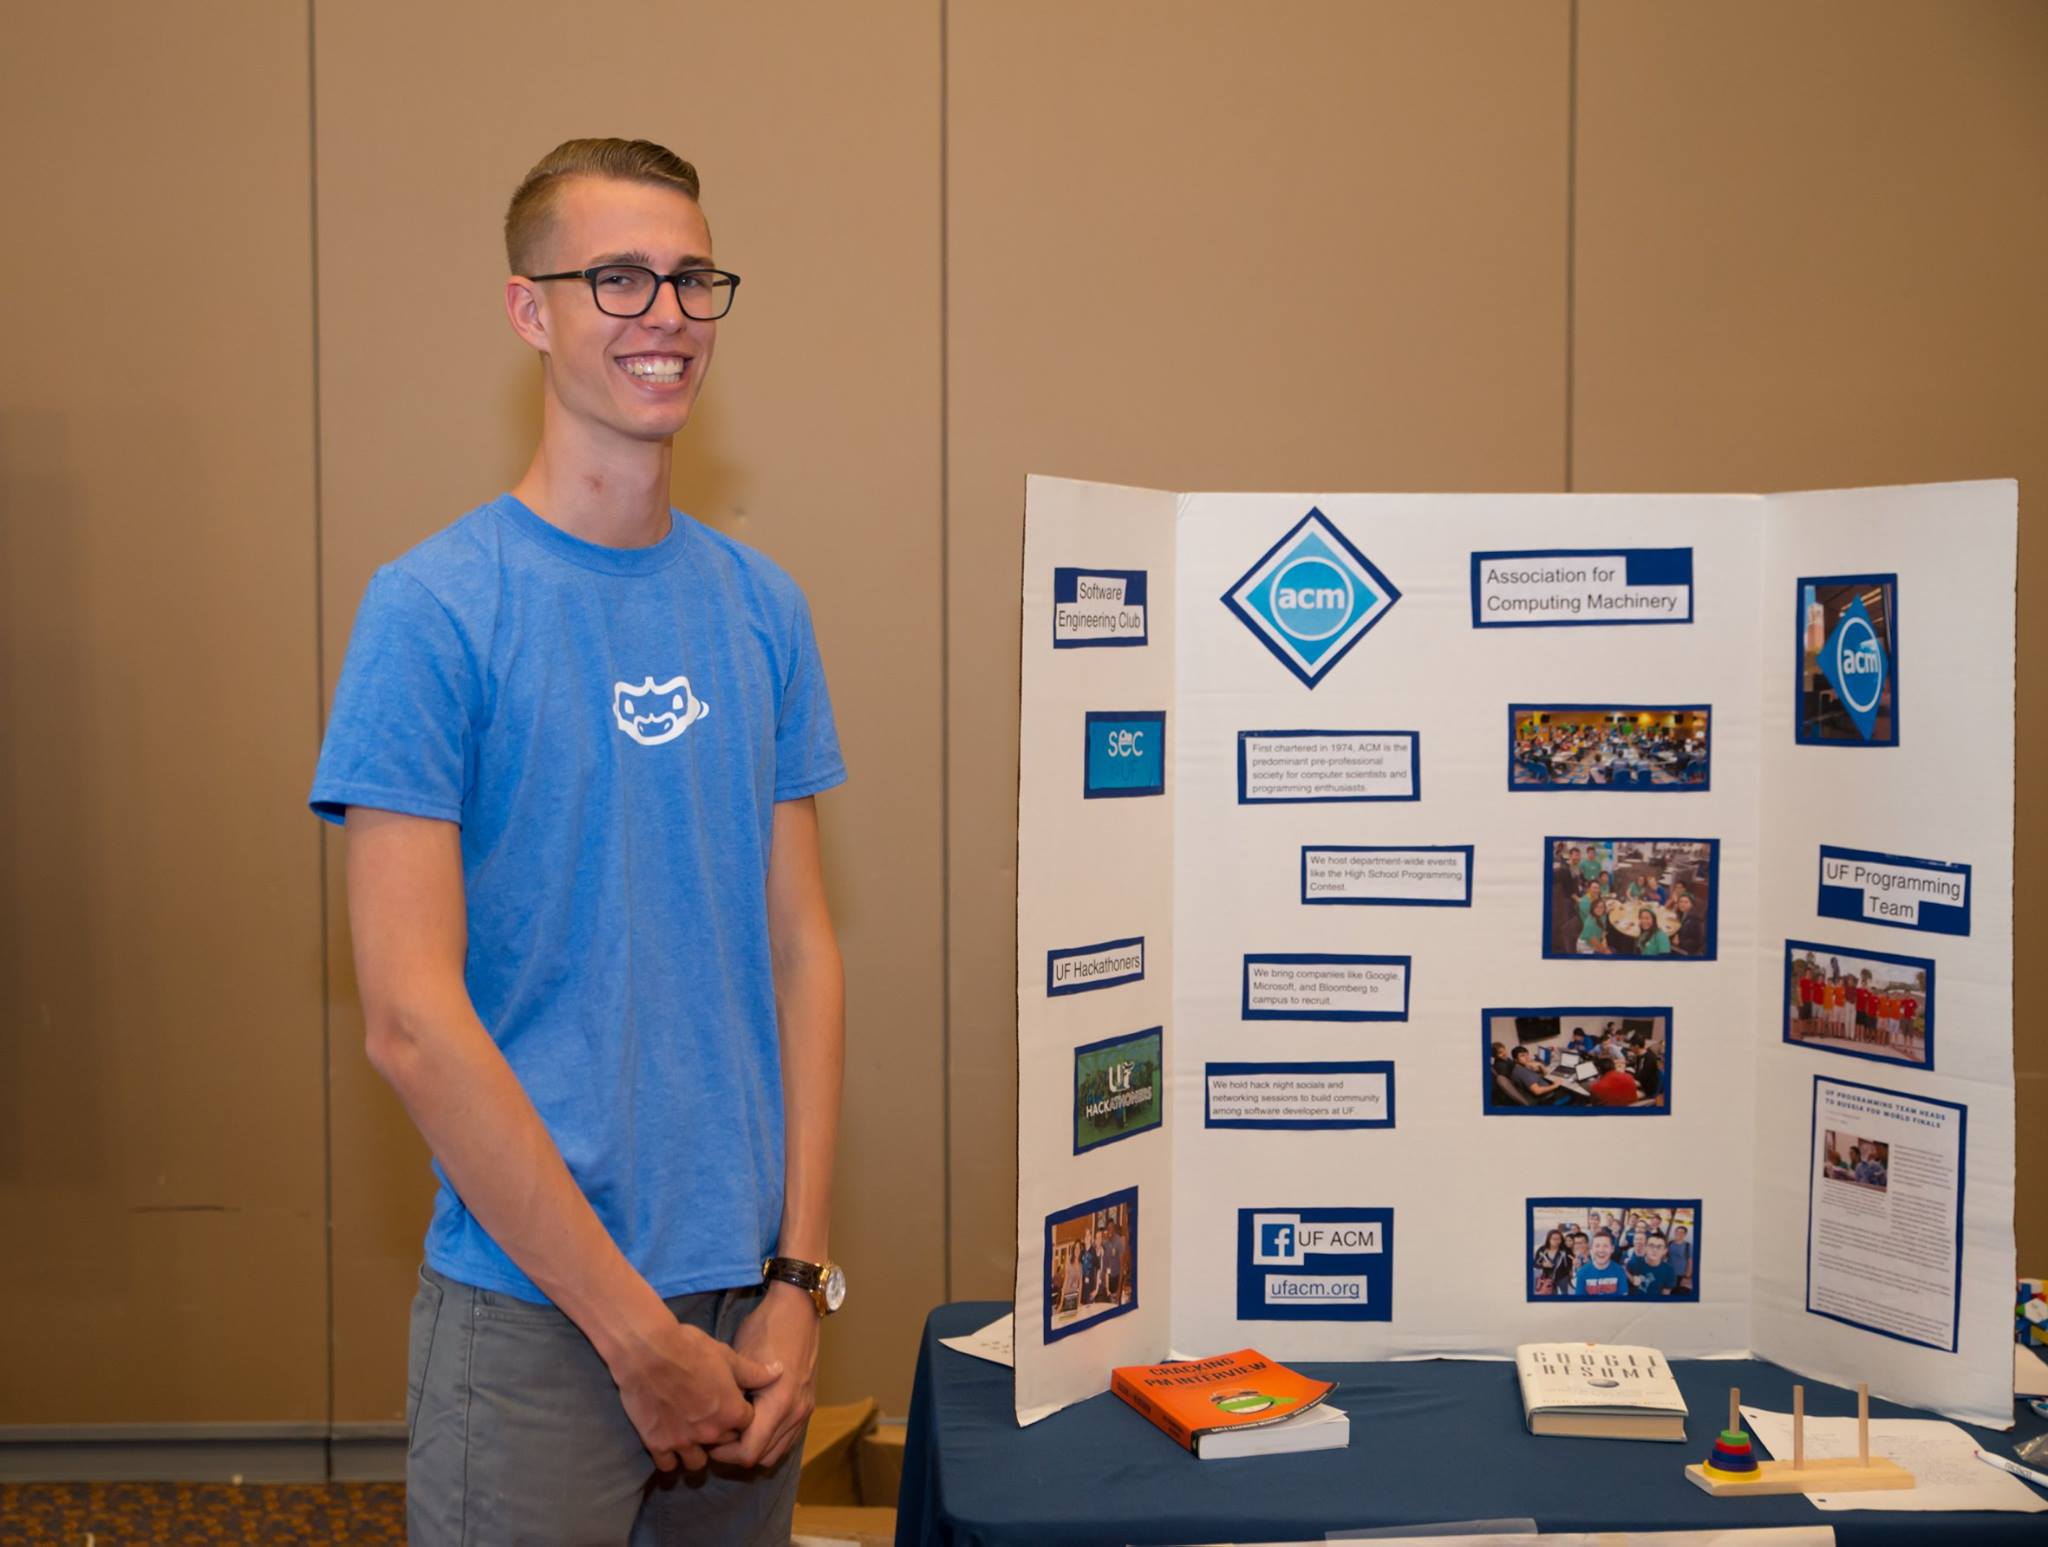 Software
Engineering Club
sec
UF Hackathoners
UF
HACKATHONERS
acm
Association for
Computing Machinery
First chartered in 1974, ACM is the
predominant pre-professional
society for computer scientists and
programming enthusiasts.
We host department-wide events
like the High School Programming
Contest.
We bring companies like Google,
Microsoft, and Bloomberg to
campus to recruit.
We hold hack night socials and
networking sessions to build community
among software developers at UF.
f UF ACM
ufacm.org
acm
UF Programming
Team
UF PROGRAMMING TEAM HEADS
TO RUSSIA FOR WORLD FINALS
CRACKING
PM INTERVIEW
GOOGLE
RESUME